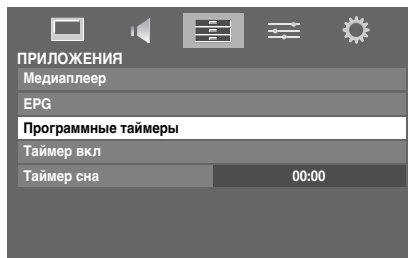 ПРИЛОЖЕНИЯ
Медиаплеер
EPG
Программные таймеры
Таймер вкл
Таймер сна 00:00